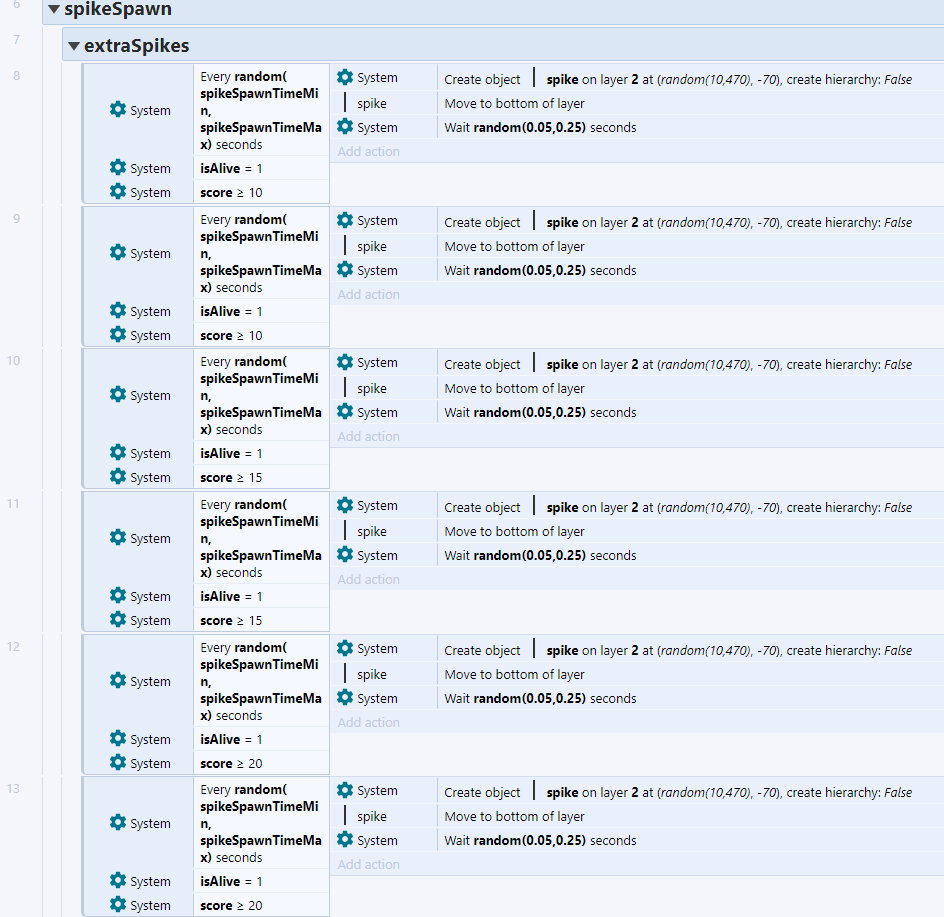 6
spikeSpawn
7
extraSpikes
8
System
Every random(
spikeSpawnTimeMi
n,
spikeSpawnTimeMa
x) seconds
System
isAlive = 1
System
score ≥ 10
System
Create object spike on layer 2 at (random(10,470), -70), create hierarchy: False
spike
Move to bottom of layer
System
Wait random(0.05,0.25) seconds
Add action
9
System
Every random(
spikeSpawnTimeMi
n,
spikeSpawnTimeMa
x) seconds
System
isAlive = 1
System
score ≥ 10
System
Create object spike on layer 2 at (random(10,470), -70), create hierarchy: False
spike
Move to bottom of layer
System
Wait random(0.05,0.25) seconds
Add action
10
System
Every random(
spikeSpawnTimeMi
n,
spikeSpawnTimeMa
x) seconds
System
isAlive = 1
System
score ≥ 15
System
Create object spike on layer 2 at (random(10,470), -70), create hierarchy: False
spike
Move to bottom of layer
System
Wait random(0.05,0.25) seconds
Add action
11
System
Every random(
spikeSpawnTimeMi
n,
spikeSpawnTimeMa
x) seconds
System
isAlive = 1
System
score ≥ 15
System
Create object spike on layer 2 at (random(10,470), -70), create hierarchy: False
spike
Move to bottom of layer
System
Wait random(0.05,0.25) seconds
Add action
12
System
Every random(
spikeSpawnTimeMi
n,
spikeSpawnTimeMa
x) seconds
System
isAlive = 1
System
score ≥ 20
System
Create object spike on layer 2 at (random(10,470), -70), create hierarchy: False
spike
Move to bottom of layer
System
Wait random(0.05,0.25) seconds
Add action
13
System
Every random(
spikeSpawnTimeMi
n,
spikeSpawnTimeMa
x) seconds
System
isAlive = 1
System
score ≥ 20
System
Create object spike on layer 2 at (random(10,470), -70), create hierarchy: False
spike
Move to bottom of layer
System
Wait random(0.05,0.25) seconds
Add action